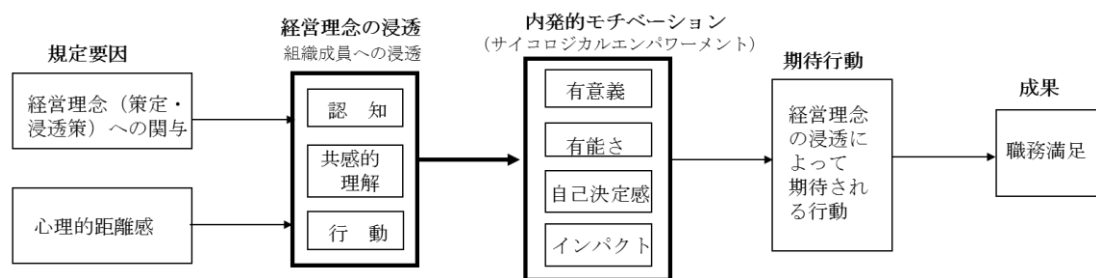 規定要因
経営理念（策定・
浸透策）への関与
心理的距離感
経営理念の浸透
組織成員への浸透
認　知
共感的
理解
行　動
内発的モチベーション
（サイコロジカルエンパワーメント）
有意義
有能さ
自己決定感
インパクト
期待行動
経営理念
の浸透に
よって
期待され
る行動
成果
職務満足